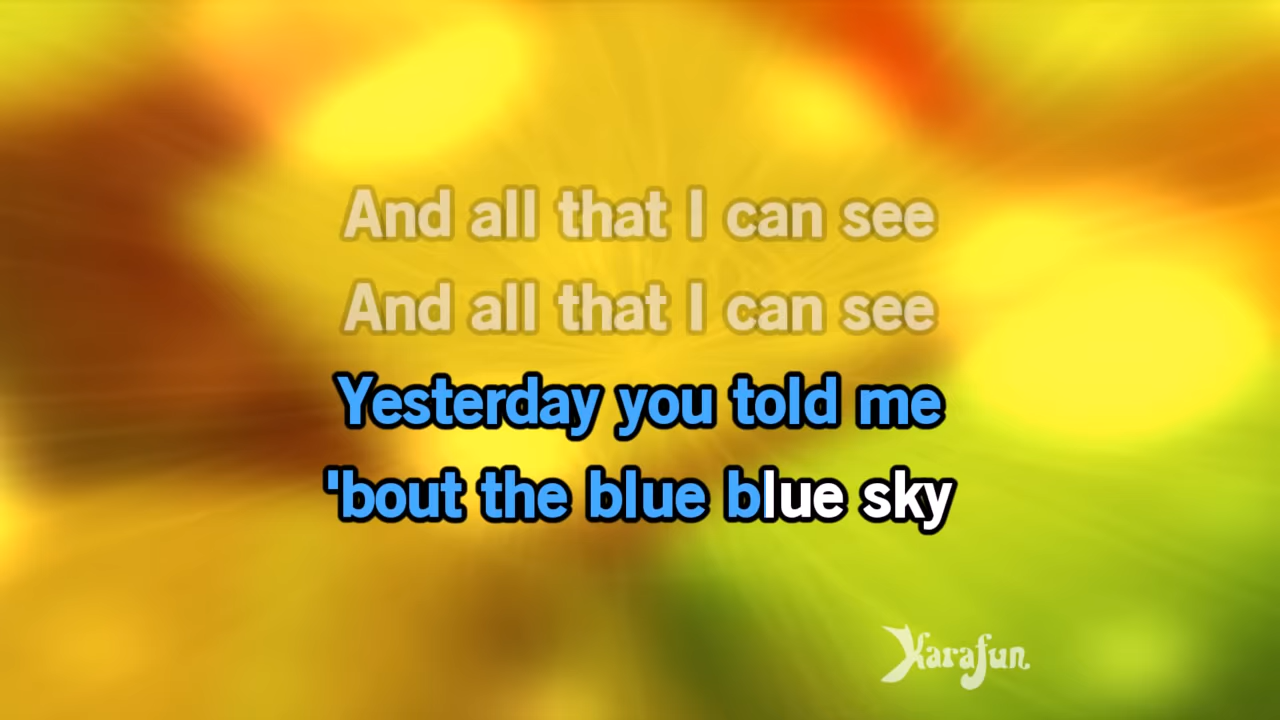 And all that I can see
And all that I can see
Yesterday you told me
'bout the blue blue sky
Karafun